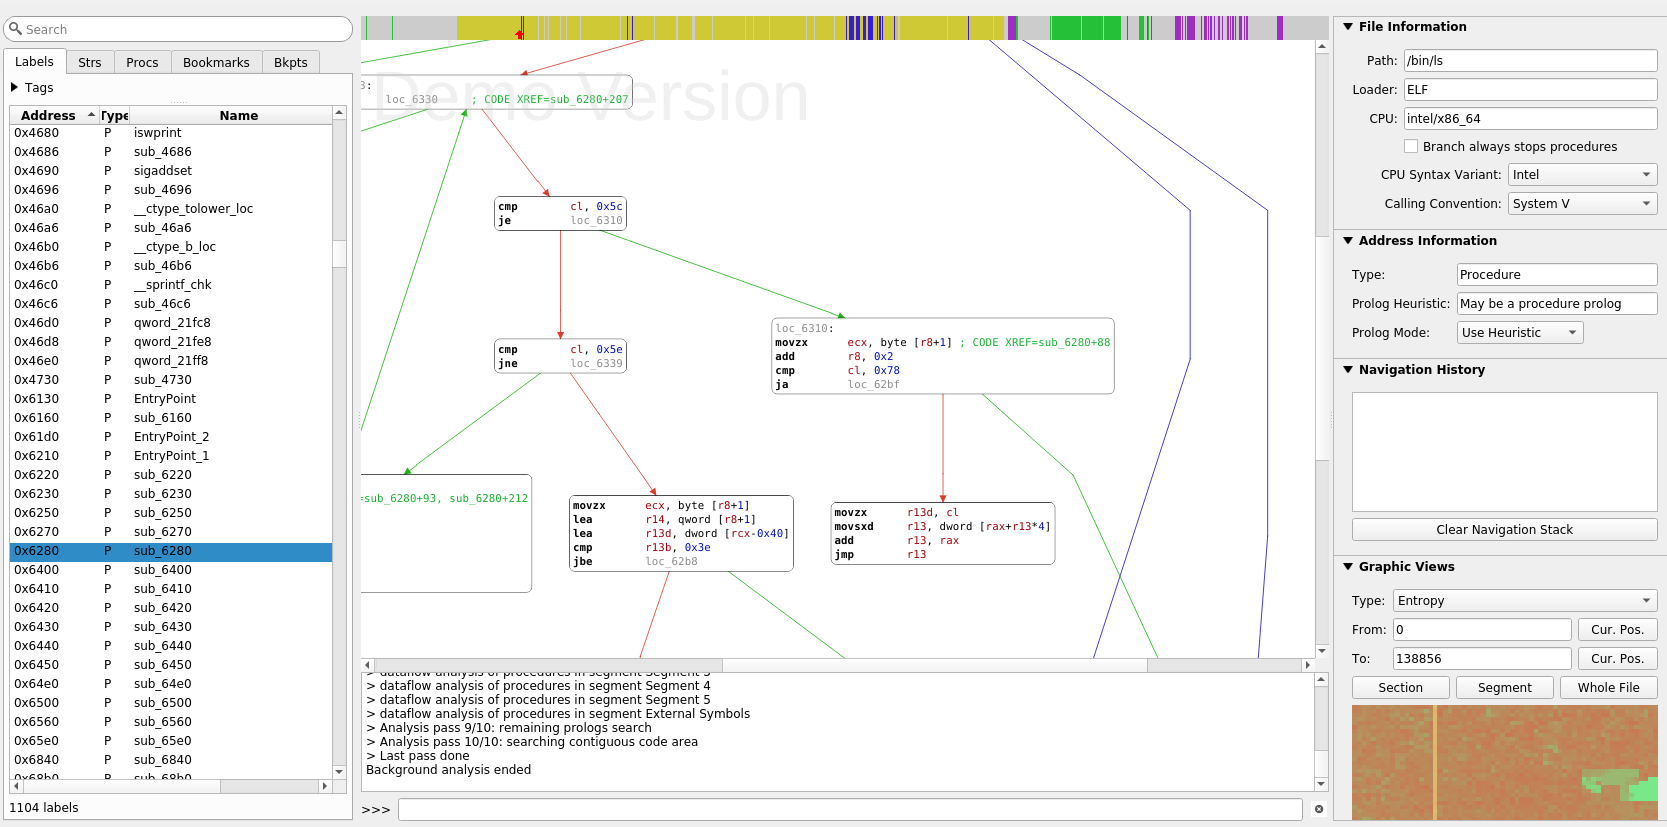 Search
Labels
Strs
Procs
Bookmarks
Bkpts
Tags
Address Type Name
0x4680 P iswprint
0x4686 P sub_4686
0x4690 P sigaddset
0x4696 P sub_4696
0x46a0 P __ctype_tolower_loc
0x46a6 P sub_46a6
0x46b0 P __ctype_b_loc
0x46b6 P sub_46b6
0x46c0 P __sprintf_chk
0x46c6 P sub_46c6
0x46d0 P qword_21fc8
0x46d8 P qword_21fe8
0x46e0 P qword_21ff8
0x4730 P sub_4730
0x6130 P EntryPoint
0x6160 P sub_6160
0x61d0 P EntryPoint_2
0x6210 P EntryPoint_1
0x6220 P sub_6220
0x6230 P sub_6230
0x6250 P sub_6250
0x6270 P sub_6270
0x6280 P sub_6280
0x6400 P sub_6400
0x6410 P sub_6410
0x6420 P sub_6420
0x6430 P sub_6430
0x6440 P sub_6440
0x6450 P sub_6450
0x64e0 P sub_64e0
0x6500 P sub_6500
0x6560 P sub_6560
0x65e0 P sub_65e0
0x6840 P sub_6840
0x68b0 P sub_68b0
1104 labels
Demo Version
3:
loc_6330 ; CODE XREF=sub_6280+207
cmp cl, 0x5c
je loc_6310
cmp cl, 0x5e
jne loc_6339
loc_6310:
movzx ecx, byte [r8+1] ; CODE XREF=sub_6280+88
add r8, 0x2
cmp cl, 0x78
ja loc_62bf
=sub_6280+93, sub_6280+212
movzx ecx, byte [r8+1]
lea r14, qword [r8+1]
lea r13d, dword [rcx-0x40]
cmp r13b, 0x3e
jbe loc_62b8
movzx r13d, cl
movsxd r13, dword [rax+r13*4]
add r13, rax
jmp r13
> dataflow analysis of procedures in segment Segment 3
> dataflow analysis of procedures in segment Segment 4
> dataflow analysis of procedures in segment Segment 5
> dataflow analysis of procedures in segment External Symbols
> Analysis pass 9/10: remaining prologs search
> Analysis pass 10/10: searching contiguous code area
> Last pass done
Background analysis ended
>>>
File Information
Path: /bin/ls
Loader: ELF
CPU: intel/x86_64
Branch always stops procedures
CPU Syntax Variant: Intel
Calling Convention: System V
Address Information
Type: Procedure
Prolog Heuristic: May be a procedure prolog
Prolog Mode: Use Heuristic
Navigation History
Clear Navigation Stack
Graphic Views
Type: Entropy
From: 0 Cur. Pos.
To: 138856 Cur. Pos.
Section Segment Whole File